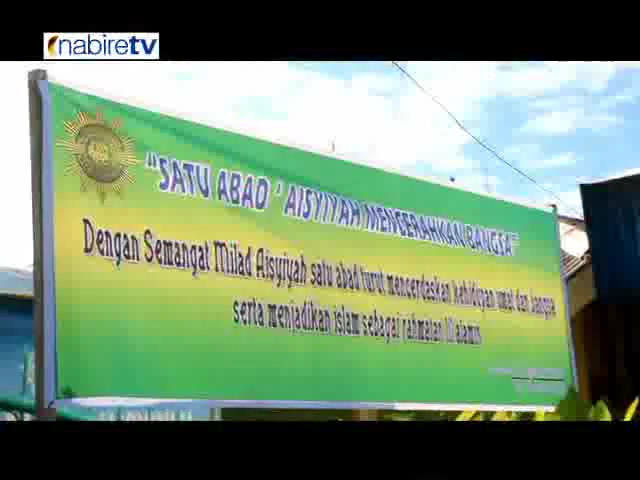 nabiretv
"SATU ABAD 'AISYIYAH MENCERAHKAN BANGSA"
Dengan Semangat Milad Aisyiyah satu abad turut mencerdaskan kehidupan umat dan bangsa
serta menjadikan islam sebagai rahmatan lil alamin